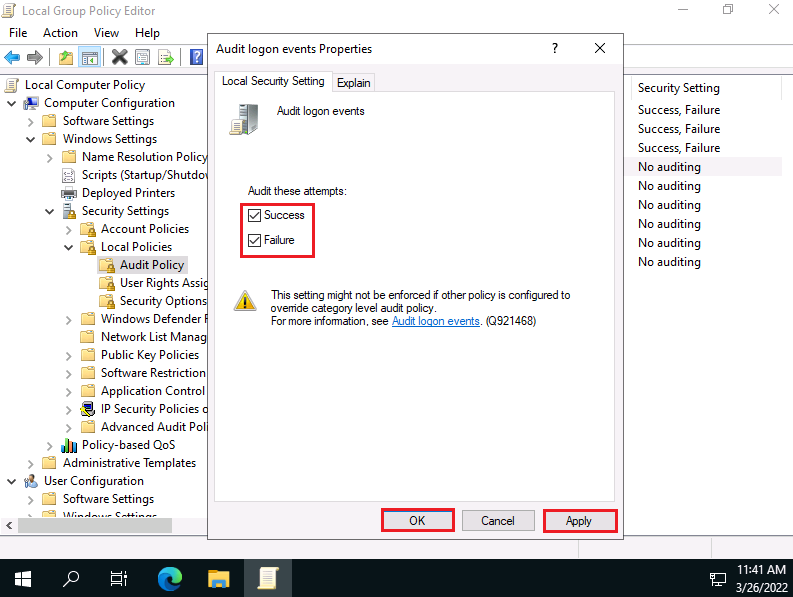 Local Group Policy Editor
File Action View Help
Local Computer Policy
Computer Configuration
Software Settings
Windows Settings
Name Resolution Policy
Scripts (Startup/Shutdo
Deployed Printers
Security Settings
Account Policies
Local Policies
Audit Policy
User Rights Assig
Security Options
Windows Defender F
Network List Manag
Public Key Policies
Software Restriction
Application Control
IP Security Policies o
Advanced Audit Poli
Policy-based QoS
Administrative Templates
User Configuration
Software Settings
Windows Settings
Audit logon events Properties
Local Security Setting Explain
Audit logon events
Audit these attempts:
Success
Failure
This setting might not be enforced if other policy is configured to
override category level audit policy.
For more information, see Audit logon events. (Q921468)
OK Cancel Apply
Security Setting
Success, Failure
Success, Failure
Success, Failure
No auditing
No auditing
No auditing
No auditing
No auditing
No auditing
11:41 AM
3/26/2022